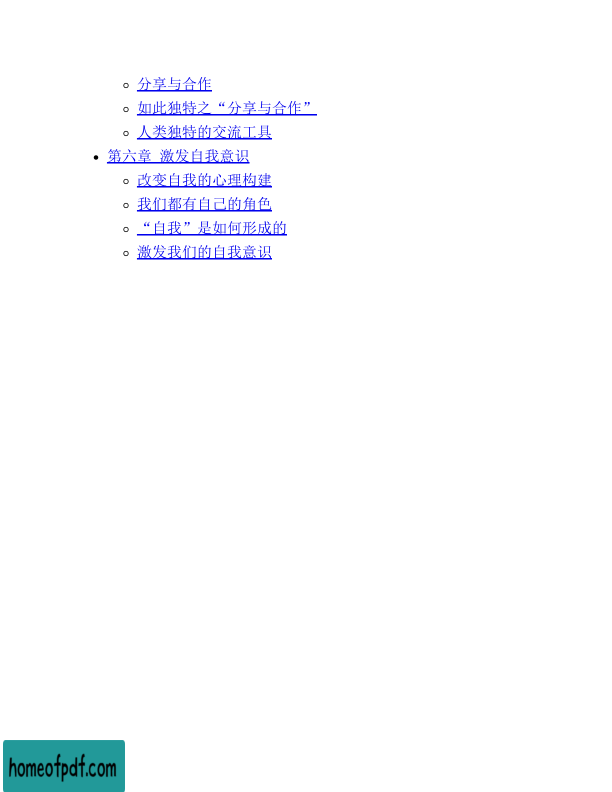 分享与合作
如此独特之“分享与合作”
人类独特的交流工具
第六章 激发自我意识
改变自我的心理构建
我们都有自己的角色
“自我”是如何形成的
激发我们的自我意识
homeofpdf.com